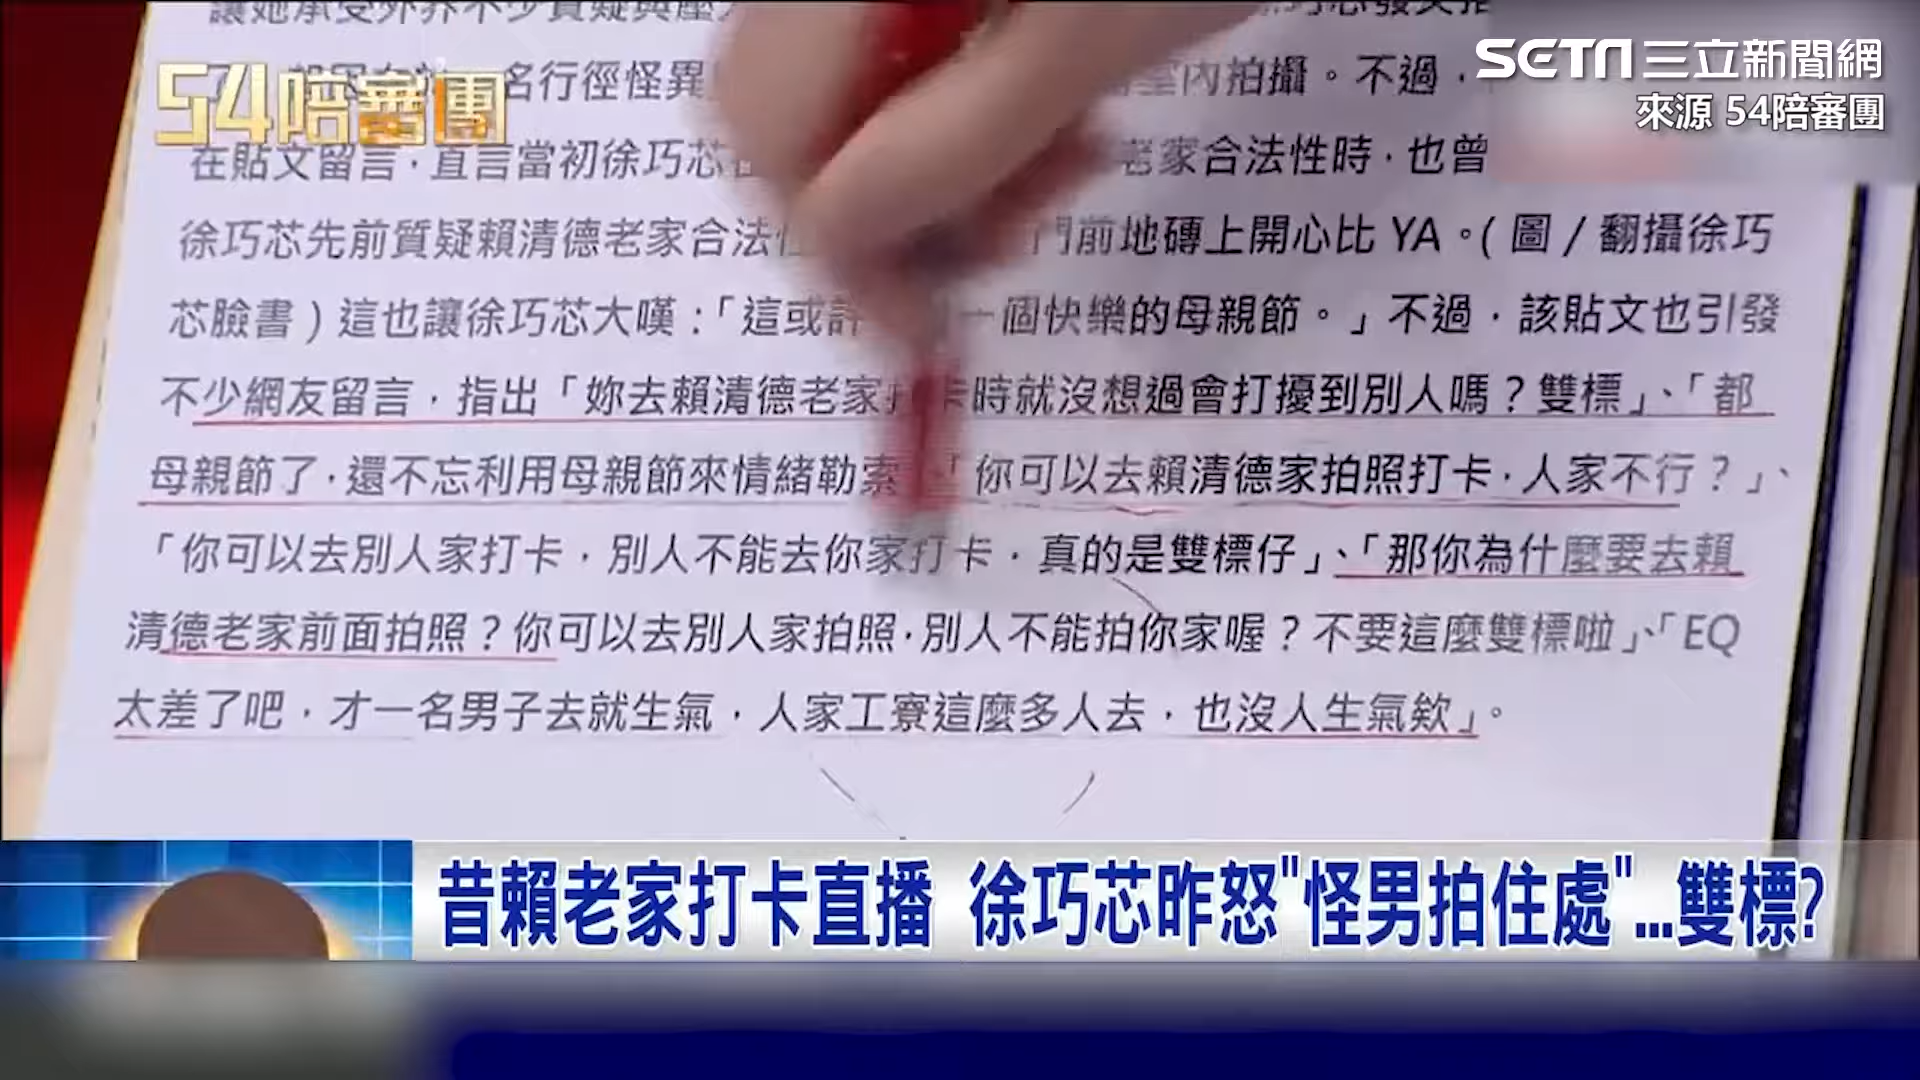 讓她承受外界不少質疑與壓
SETN三立新聞網
54陪審團
名行徑怪異
室內拍攝。不過，
來源 54陪審團
在貼文留言，直言當初徐巧芯
老家合法性時，也曾
徐巧芯先前質疑賴清德老家合法性
門前地磚上開心比 YA。(圖/翻攝徐巧
芯臉書)這也讓徐巧芯大嘆：「這或許
一個快樂的母親節。」不過，該貼文也引發
不少網友留言，指出「妳去賴清德老家打卡時就沒想過會打擾到別人嗎？雙標」、「都
母親節了，還不忘利用母親節來情緒勒索」、「你可以去賴清德家拍照打卡，人家不行？」、
「你可以去別人家打卡，別人不能去你家打卡，真的是雙標仔」、「那你為什麼要去賴
清德老家前面拍照？你可以去別人家拍照，別人不能拍你家喔？不要這麼雙標啦」、「EQ
太差了吧，才一名男子去就生氣，人家工寮這麼多人去，也沒人生氣欸」。
昔賴老家打卡直播 徐巧芯昨怒"怪男拍住處"...雙標?